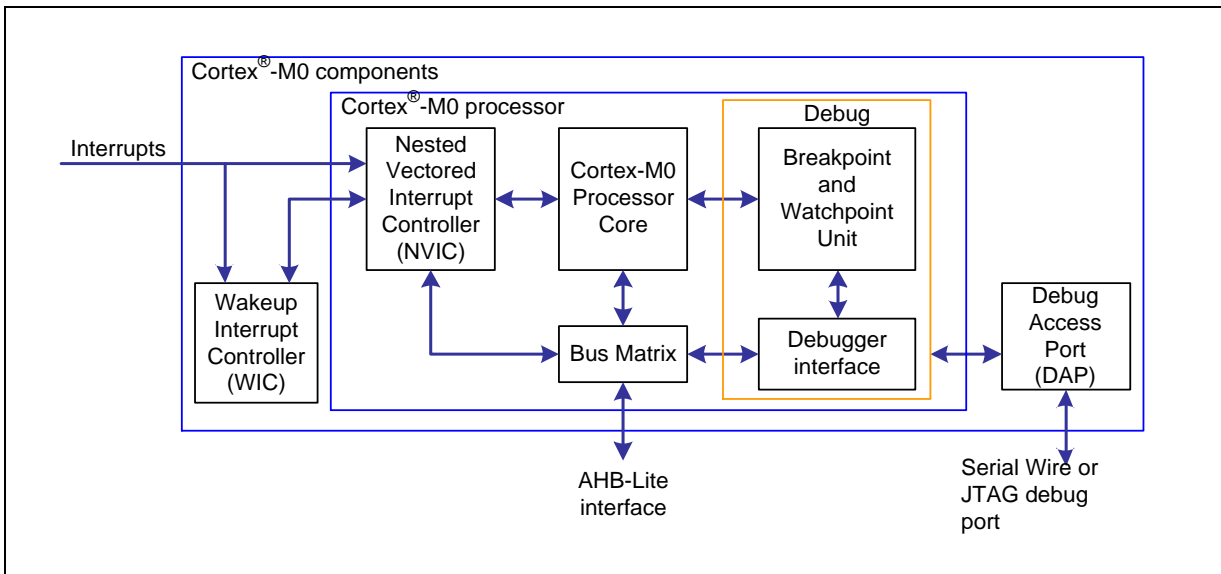 Cortex®-M0 components
Cortex®-M0 processor
Debug
Interrupts
Nested
Vectored
Interrupt
Controller
(NVIC)
Cortex-M0
Processor
Core
Breakpoint
and
Watchpoint
Unit
Wakeup
Interrupt
Controller
(WIC)
Bus Matrix
Debugger
interface
Debug
Access
Port
(DAP)
AHB-Lite
interface
Serial Wire or
JTAG debug
port